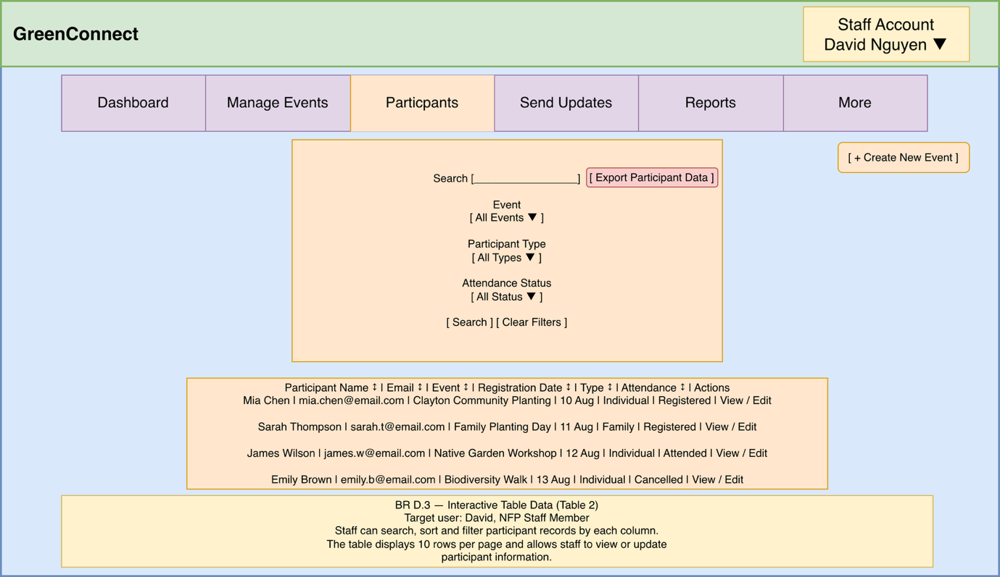 GreenConnect
Staff Account
David Nguyen ▼
Dashboard
Manage Events
Particpants
Send Updates
Reports
More
[ + Create New Event ]
Search [__________________] [ Export Participant Data ]
Event
[ All Events ▼ ]
Participant Type
[ All Types ▼ ]
Attendance Status
[ All Status ▼ ]
[ Search ] [ Clear Filters ]
Participant Name ↕ | Email ↕ | Event ↕ | Registration Date ↕ | Type ↕ | Attendance ↕ | Actions
Mia Chen | mia.chen@email.com | Clayton Community Planting | 10 Aug | Individual | Registered | View / Edit
Sarah Thompson | sarah.t@email.com | Family Planting Day | 11 Aug | Family | Registered | View / Edit
James Wilson | james.w@email.com | Native Garden Workshop | 12 Aug | Individual | Attended | View / Edit
Emily Brown | emily.b@email.com | Biodiversity Walk | 13 Aug | Individual | Cancelled | View / Edit
BR D.3 — Interactive Table Data (Table 2)
Target user: David, NFP Staff Member
Staff can search, sort and filter participant records by each column.
The table displays 10 rows per page and allows staff to view or update
participant information.